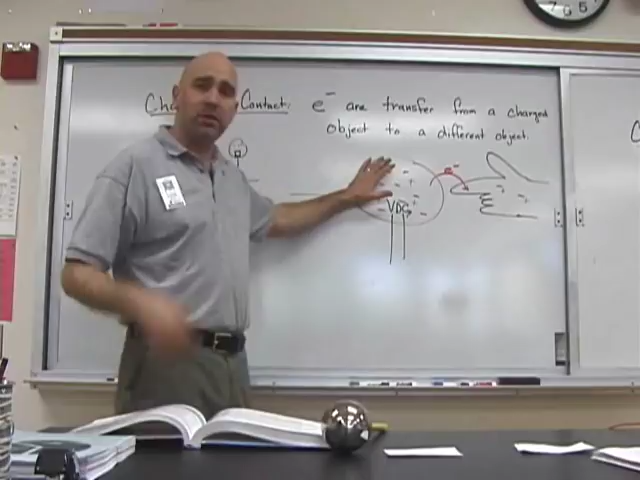 Contact: e⁻ are transfer from a charged
object to a different object.
VDG